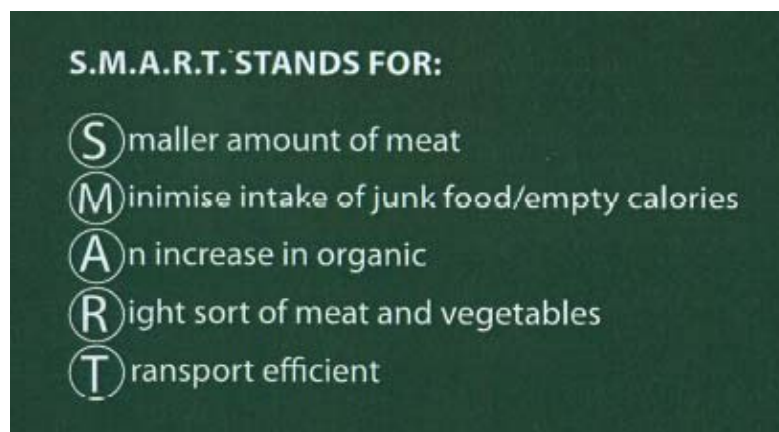 S.M.A.R.T. STANDS FOR:
Smaller amount of meat
Minimise intake of junk food/empty calories
An increase in organic
Right sort of meat and vegetables
Transport efficient